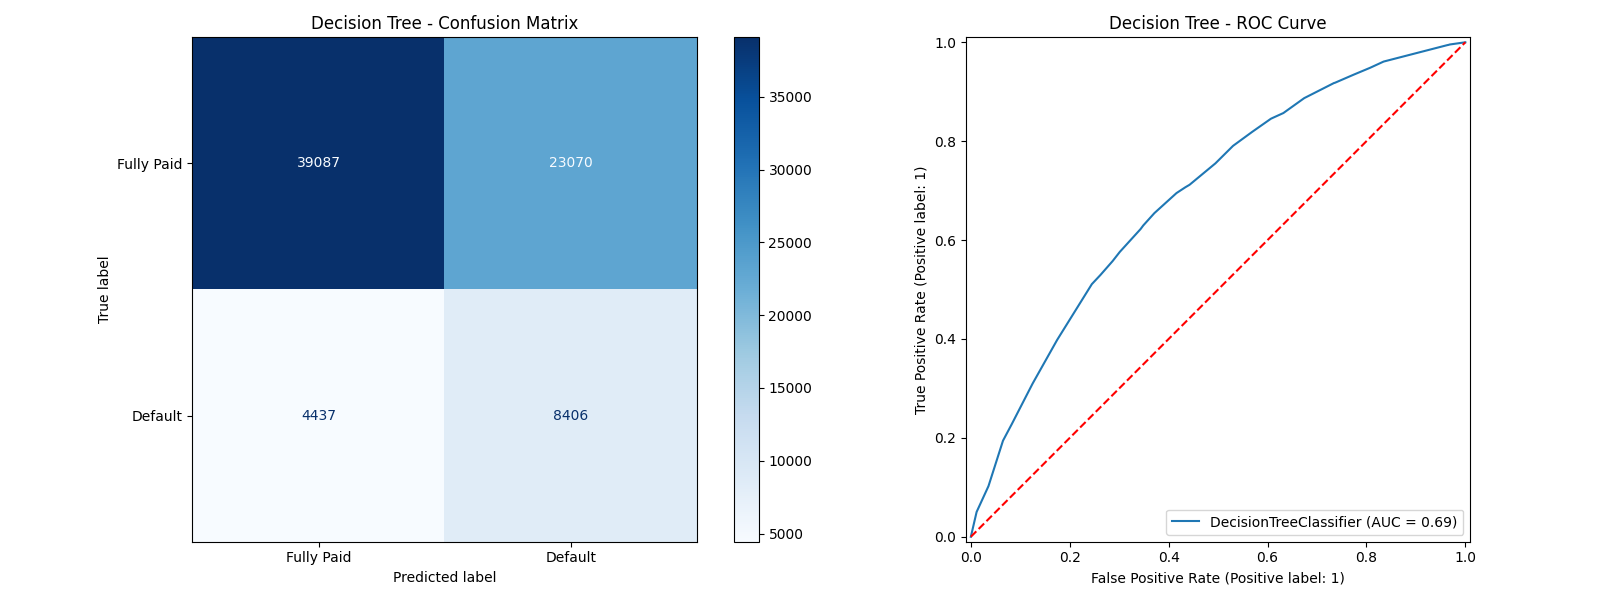 Decision Tree - Confusion Matrix
Fully Paid
Default
True label
39087
23070
4437
8406
Fully Paid
Default
Predicted label
35000
30000
25000
20000
15000
10000
5000
Decision Tree - ROC Curve
True Positive Rate (Positive label: 1)
1.0
0.8
0.6
0.4
0.2
0.0
DecisionTreeClassifier (AUC = 0.69)
0.0
0.2
0.4
0.6
0.8
1.0
False Positive Rate (Positive label: 1)